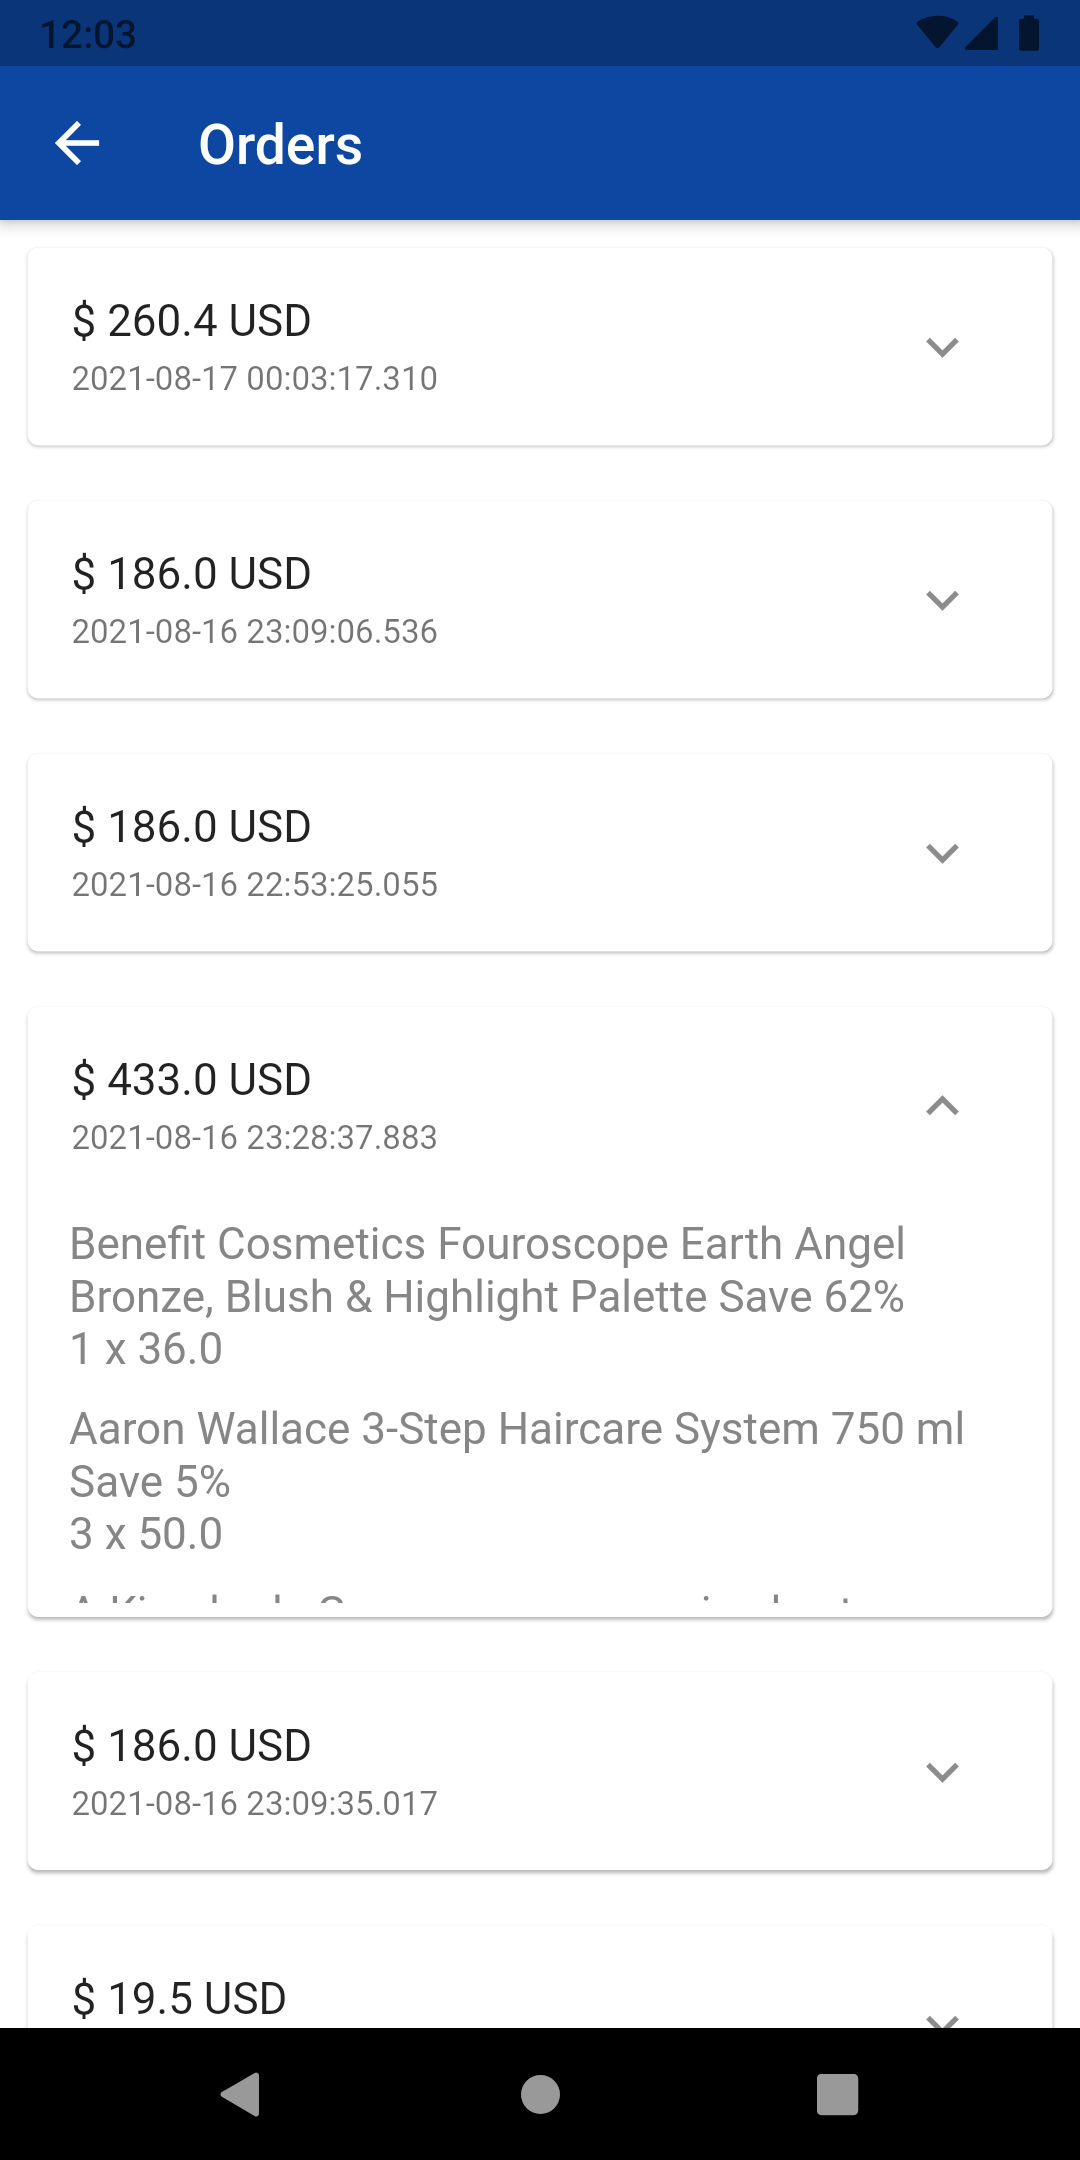 12:03
Orders
$ 260.4 USD
2021-08-17 00:03:17.310
$ 186.0 USD
2021-08-16 23:09:06.536
$ 186.0 USD
2021-08-16 22:53:25.055
$ 433.0 USD
2021-08-16 23:28:37.883
Benefit Cosmetics Fouroscope Earth Angel
Bronze, Blush & Highlight Palette Save 62%
1 x 36.0
Aaron Wallace 3-Step Haircare System 750 ml
Save 5%
3 x 50.0
$ 186.0 USD
2021-08-16 23:09:35.017
$ 19.5 USD